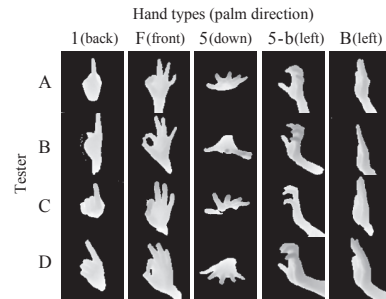 Hand types (palm direction)
1(back) F(front) 5(down) 5-b(left) B(left)
Tester
A
B
C
D